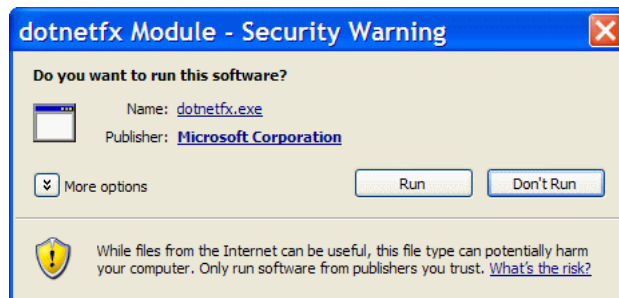 dotnetfx Module - Security Warning
Do you want to run this software?
Name: dotnetfx.exe
Publisher: Microsoft Corporation
More options
Run
Don't Run
While files from the Internet can be useful, this file type can potentially harm
your computer. Only run software from publishers you trust. What's the risk?